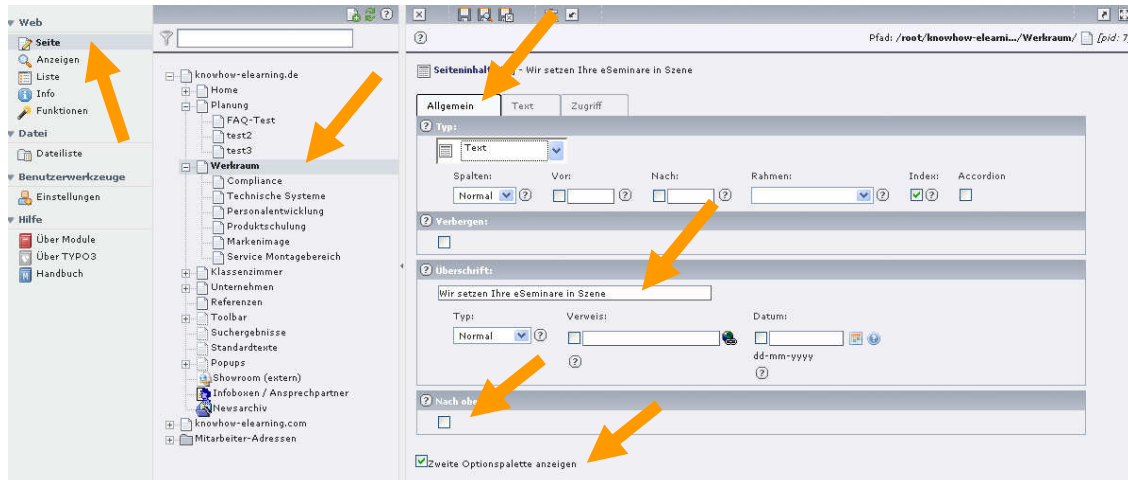 Web
Seite
Anzeigen
Liste
Info
Funktionen
Datei
Dateiliste
Benutzerwerkzeuge
Einstellungen
Hilfe
Über Module
Über TYPO3
Handbuch
knowhow-elearning.de
Home
Planung
FAQ-Test
test2
test3
Werkraum
Compliance
Technische Systeme
Personalentwicklung
Produktschulung
Markenimage
Service Montagebereich
Klassenzimmer
Unternehmen
Referenzen
Toolbar
Suchergebnisse
Standardtexte
Popups
Showroom (extern)
Infoboxen / Ansprechpartner
Newsarchiv
knowhow-elearning.com
Mitarbeiter-Adressen
Pfad: /root/knowhow-elearni.../Werkraum/ [pid: 7
- Wir setzen Ihre eSeminare in Szene
Allgemein Text Zugriff
Typ:
Text
Spalten: Vor: Nach: Rahmen: Index: Accordion
Normal
Verbergen:
Überschrift:
Wir setzen Ihre eSeminare in Szene
Typ: Verweis: Datum:
Normal
dd-mm-yyyy
Nach
Zweite Optionspalette anzeigen